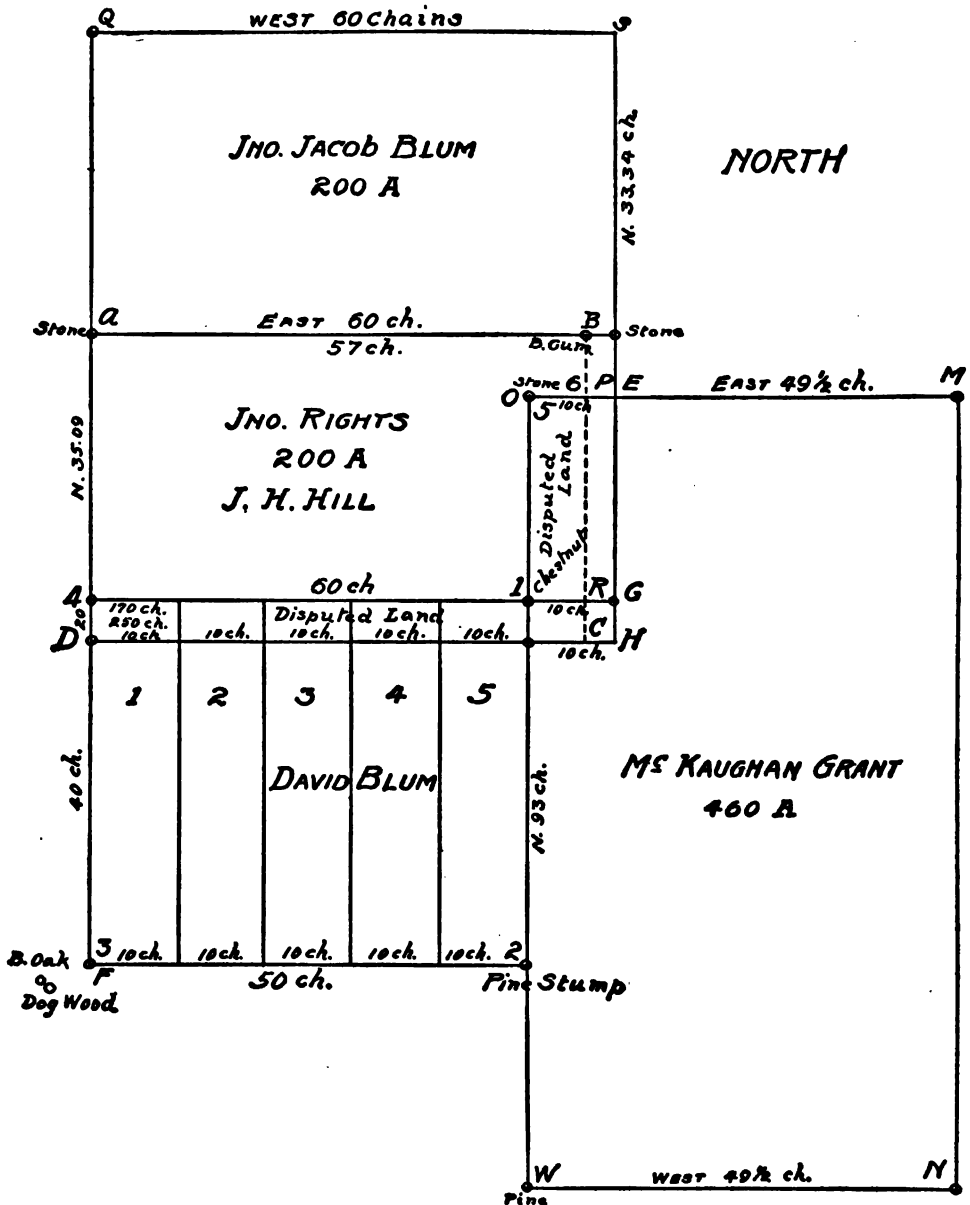 Q
WEST 60 Chains
S
JNO. JACOB BLUM
200 A
N. 33.34 ch.
NORTH
Stone
A
EAST 60 ch.
B
Stone
57 ch.
B. Gum
Stone 6
P
E
EAST 49½ ch.
M
O
5
10 ch
N. 35.09
JNO. RIGHTS
200 A
J. H. HILL
Disputed Land
Chestnut
4
60 ch
1
R
G
10 ch.
20
170 ch.
250 ch.
Disputed Land
D
10 ch
10 ch.
10 ch.
10 ch.
10 ch.
C
H
10 ch.
1
2
3
4
5
40 ch.
DAVID BLUM
N. 93 ch.
Mc KAUGHAN GRANT
460 A
B. Oak
3
10 ch.
10 ch.
10 ch.
10 ch.
10 ch.
2
F
50 ch.
Pine Stump
Dog Wood
W
WEST 49½ ch.
N
Pine